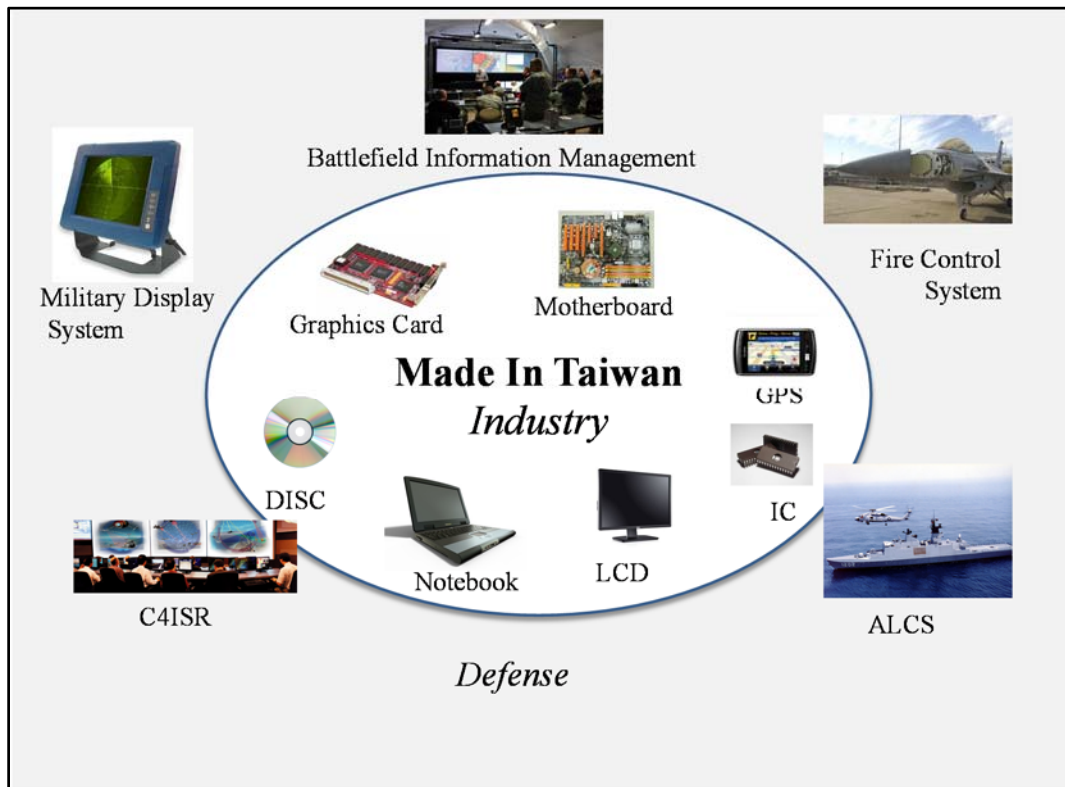 Battlefield Information Management
Military Display
System
Fire Control
System
Graphics Card
Motherboard
Made In Taiwan
Industry
GPS
DISC
IC
Notebook
LCD
C4ISR
ALCS
Defense